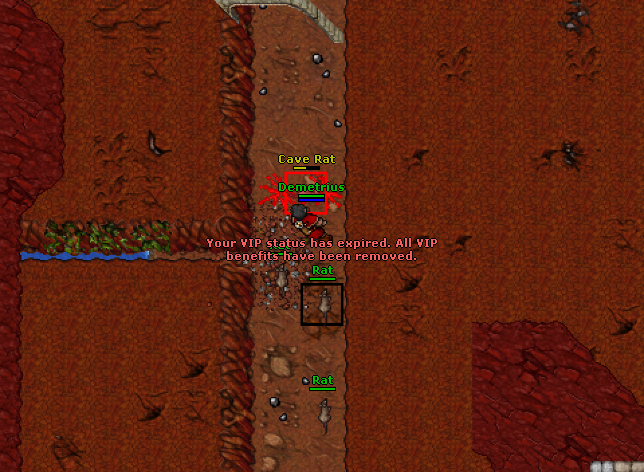 Cave Rat
Demetrius
Your VIP status has expired. All VIP
benefits have been removed.
Rat
Rat